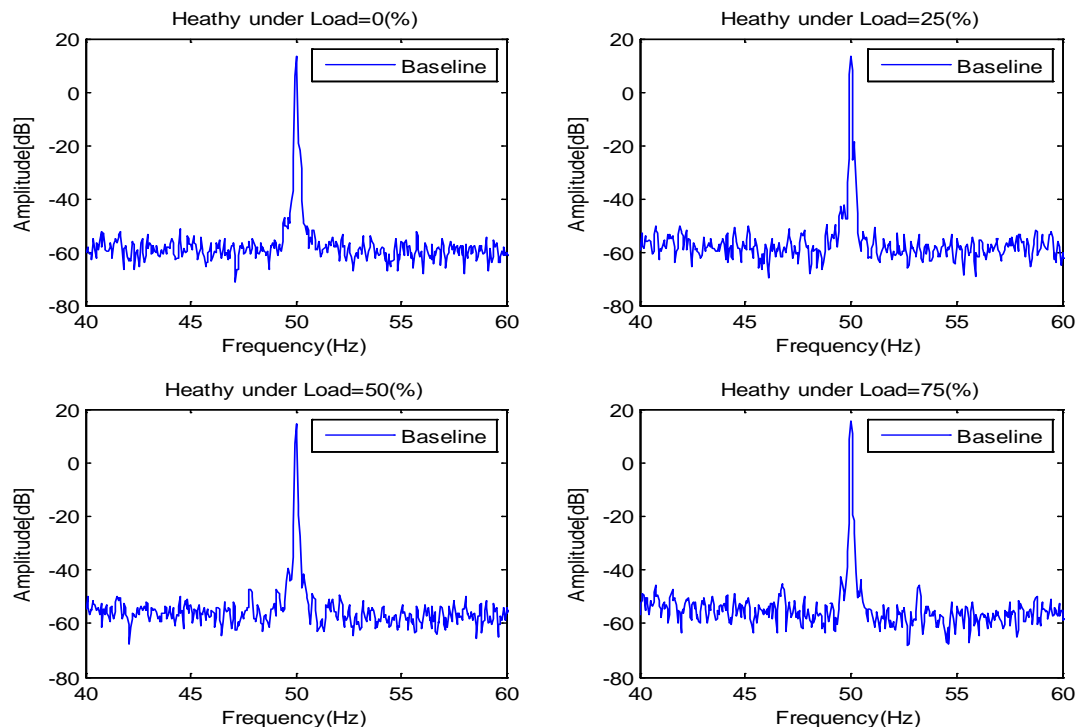 Heathy under Load=0(%)
20
0
-20
-40
-60
-80
Amplitude[dB]
Baseline
40 45 50 55 60
Frequency(Hz)
Heathy under Load=25(%)
20
0
-20
-40
-60
-80
Amplitude[dB]
Baseline
40 45 50 55 60
Frequency(Hz)
Heathy under Load=50(%)
20
0
-20
-40
-60
-80
Amplitude[dB]
Baseline
40 45 50 55 60
Frequency(Hz)
Heathy under Load=75(%)
20
0
-20
-40
-60
-80
Amplitude[dB]
Baseline
40 45 50 55 60
Frequency(Hz)